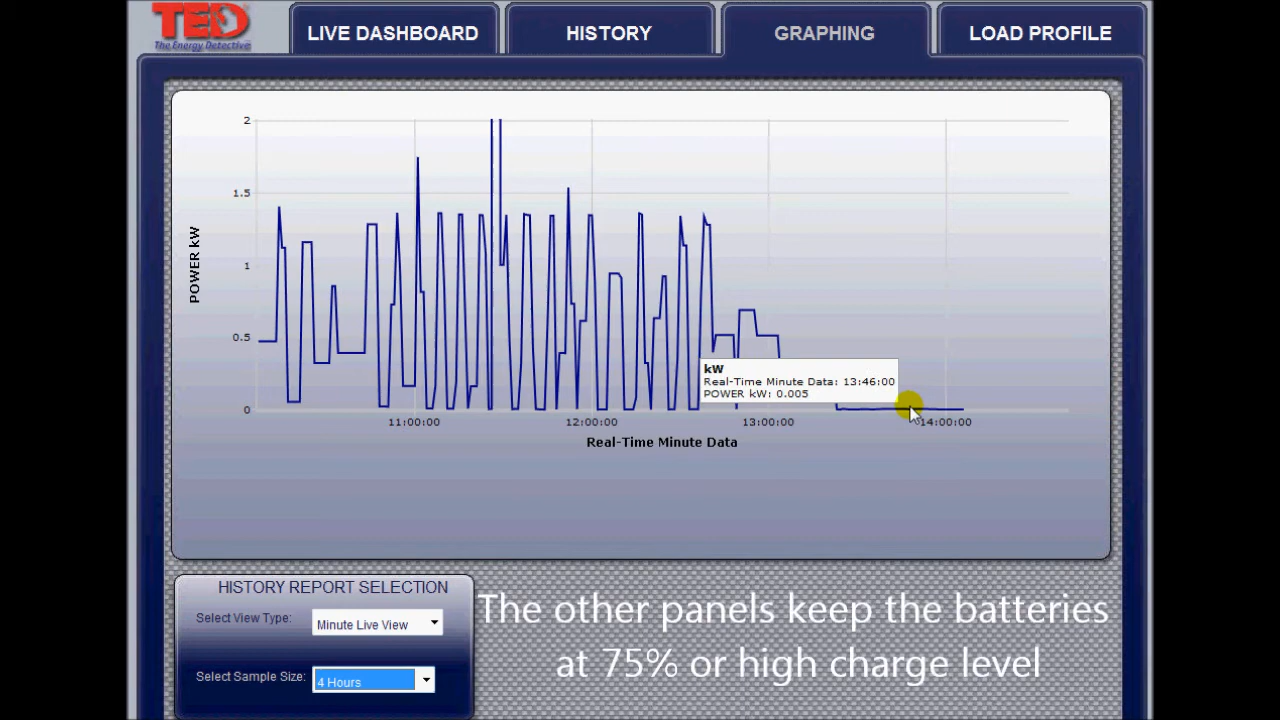 TED
The Energy Detective
LIVE DASHBOARD
HISTORY
GRAPHING
LOAD PROFILE
2
1.5
1
0.5
0
POWER kW
kW
Real-Time Minute Data: 13:46:00
POWER kW: 0.005
11:00:00
12:00:00
13:00:00
14:00:00
Real-Time Minute Data
HISTORY REPORT SELECTION
Select View Type:
Minute Live View
Select Sample Size:
4 Hours
The other panels keep the batteries
at 75% or high charge level